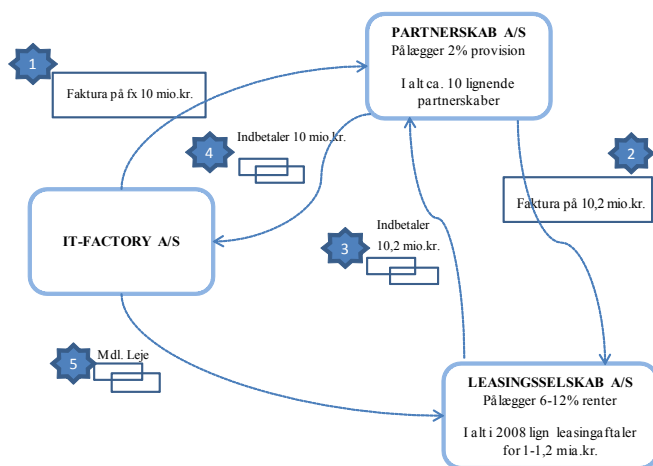 PARTNERSKAB A/S
Pålægger 2% provision
I alt ca. 10 lignende
partnerskaber
1
Faktura på fx 10 mio.kr.
4
Indbetaler 10 mio.kr.
2
Faktura på 10,2 mio.kr.
IT-FACTORY A/S
3
Indbetaler
10,2 mio.kr.
5
Mdl. Leje
LEASINGSSELSKAB A/S
Pålægger 6-12% renter
I alt i 2008 lign leasingaftaler
for 1-1,2 mia.kr.